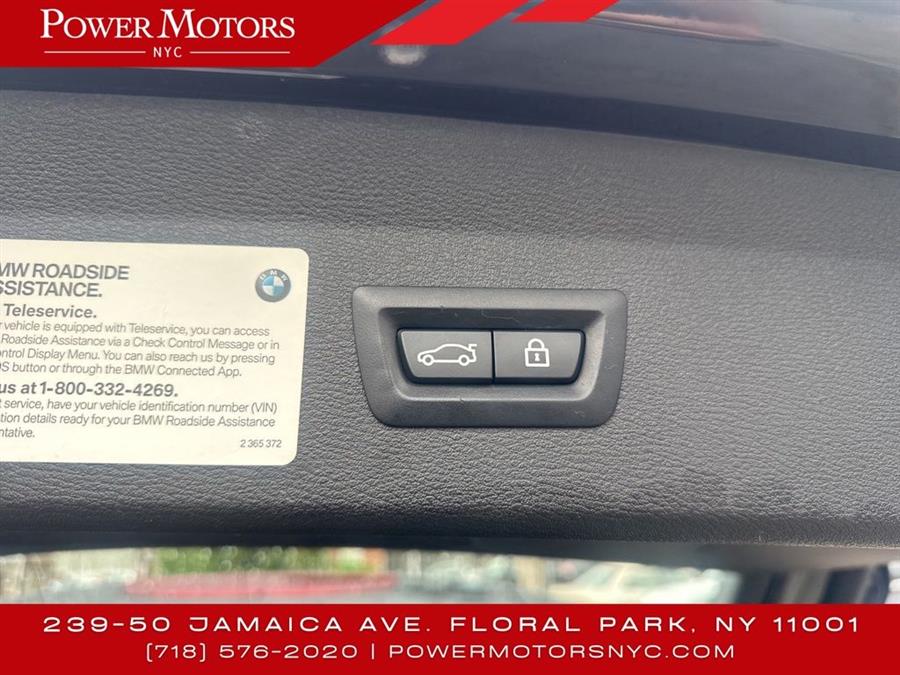 POWER MOTORS
NYC
MW ROADSIDE
SSISTANCE.
Teleservice.
vehicle is equipped with Teleservice, you can access
Roadside Assistance via a Check Control Message or in
ontrol Display Menu. You can also reach us by pressing
OS button or through the BMW Connected App.
us at 1-800-332-4269.
service, have your vehicle identification number (VIN)
tion details ready for your BMW Roadside Assistance
ntative.
2 365 372
BMW
239-50 JAMAICA AVE. FLORAL PARK, NY 11001
(718) 576-2020 | POWERMOTORSNYC.COM